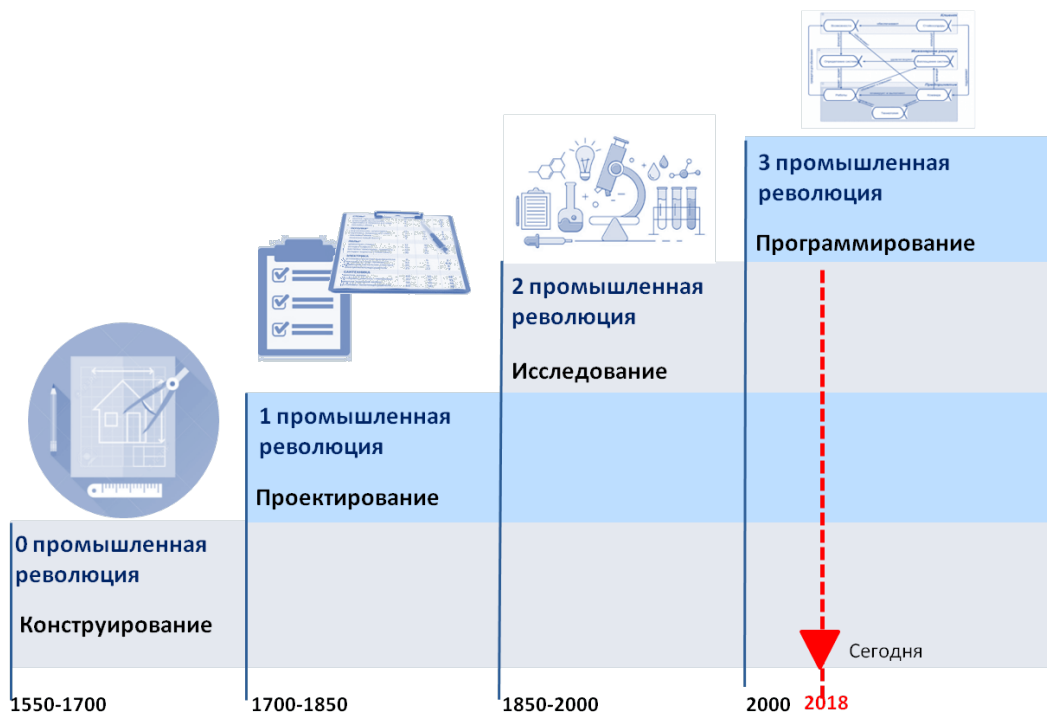 3 промышленная
революция
Программирование
2 промышленная
революция
Исследование
1 промышленная
революция
Проектирование
0 промышленная
революция
Конструирование
Сегодня
1550-1700
1700-1850
1850-2000
2000
2018